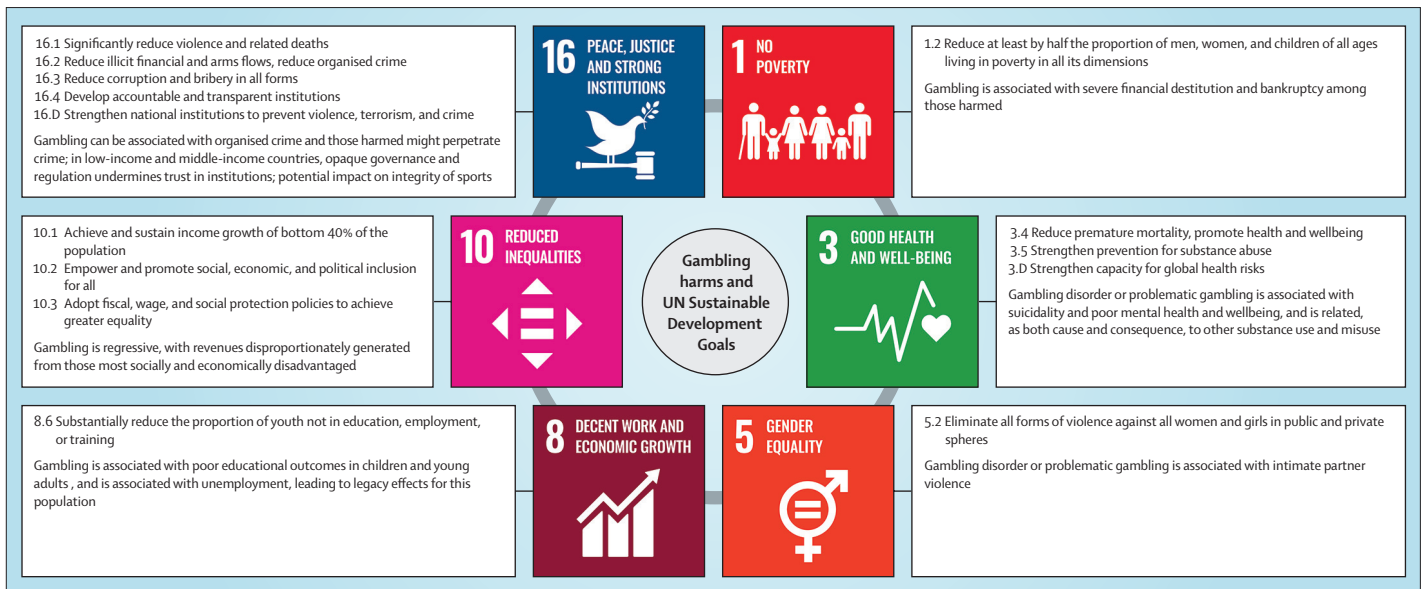 16.1 Significantly reduce violence and related deaths
16.2 Reduce illicit financial and arms flows, reduce organised crime
16.3 Reduce corruption and bribery in all forms
16.4 Develop accountable and transparent institutions
16.D Strengthen national institutions to prevent violence, terrorism, and crime
Gambling can be associated with organised crime and those harmed might perpetrate
crime; in low-income and middle-income countries, opaque governance and
regulation undermines trust in institutions; potential impact on integrity of sports
16 PEACE, JUSTICE
AND STRONG
INSTITUTIONS
1 NO
POVERTY
1.2 Reduce at least by half the proportion of men, women, and children of all ages
living in poverty in all its dimensions
Gambling is associated with severe financial destitution and bankruptcy among
those harmed
10.1 Achieve and sustain income growth of bottom 40% of the
population
10.2 Empower and promote social, economic, and political inclusion
for all
10.3 Adopt fiscal, wage, and social protection policies to achieve
greater equality
Gambling is regressive, with revenues disproportionately generated
from those most socially and economically disadvantaged
10 REDUCED
INEQUALITIES
Gambling
harms and
UN Sustainable
Development
Goals
3 GOOD HEALTH
AND WELL-BEING
3.4 Reduce premature mortality, promote health and wellbeing
3.5 Strengthen prevention for substance abuse
3.D Strengthen capacity for global health risks
Gambling disorder or problematic gambling is associated with
suicidality and poor mental health and wellbeing, and is related,
as both cause and consequence, to other substance use and misuse
8.6 Substantially reduce the proportion of youth not in education, employment,
or training
Gambling is associated with poor educational outcomes in children and young
adults , and is associated with unemployment, leading to legacy effects for this
population
8 DECENT WORK AND
ECONOMIC GROWTH
5 GENDER
EQUALITY
5.2 Eliminate all forms of violence against all women and girls in public and private
spheres
Gambling disorder or problematic gambling is associated with intimate partner
violence